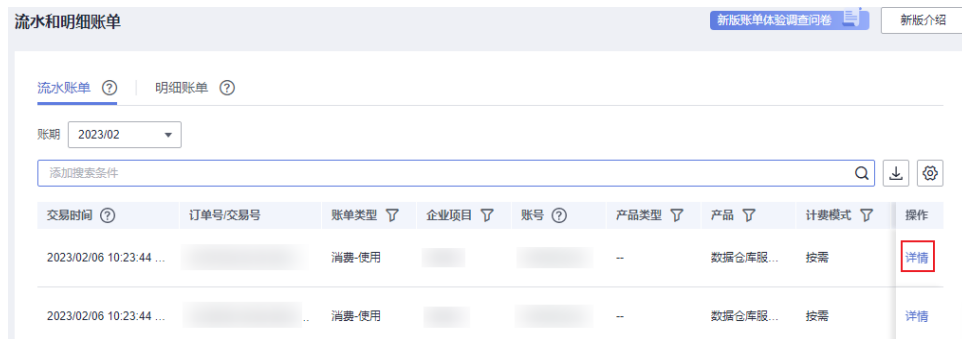 流水和明细账单
新版账单体验调查问卷 新版介绍
流水账单 ? 明细账单 ?
账期 2023/02
添加搜索条件
交易时间 ? 订单号/交易号 账单类型 企业项目 账号 ? 产品类型 产品 计费模式 操作
2023/02/06 10:23:44 ... 消费-使用 -- 数据仓库服... 按需 详情
2023/02/06 10:23:44 ... .. 消费-使用 -- 数据仓库服... 按需 详情